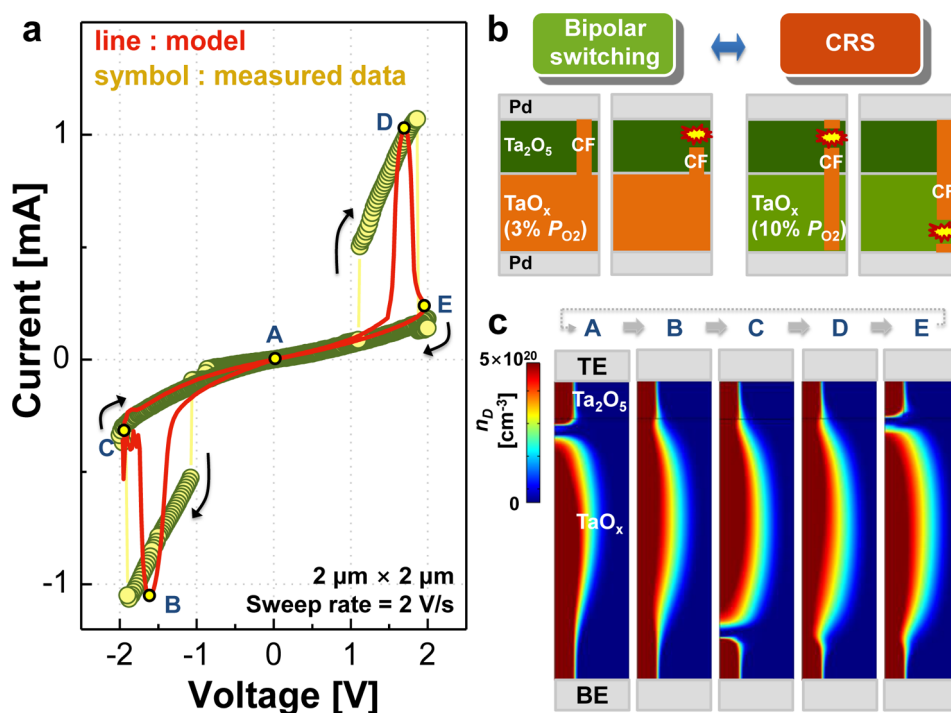 a
line : model
symbol : measured data
Current [mA]
1
0
-1
D
E
A
C
B
2 μm × 2 μm
Sweep rate = 2 V/s
-2 -1 0 1 2
Voltage [V]
b
Bipolar
switching
CRS
Pd
Ta2O5
CF
CF
TaOx
(3% PO2)
Pd
CF
TaOx
(10% PO2)
CF
c
A B C D E
5×10^20
nD
[cm-3]
0
TE
Ta2O5
TaOx
BE